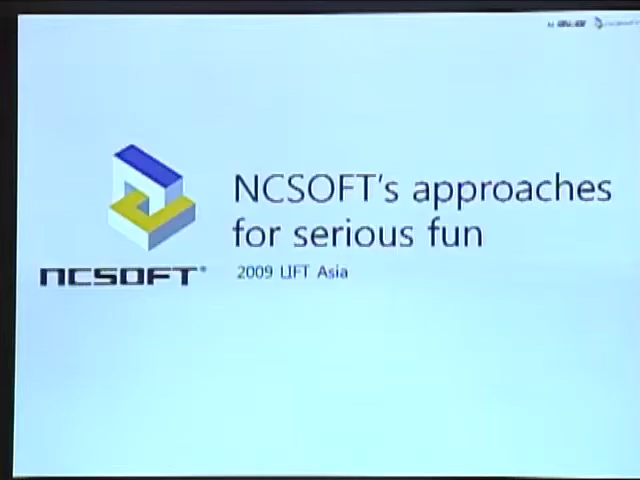 NCSOFT's approaches
for serious fun
ncsoft®
2009 LIFT Asia